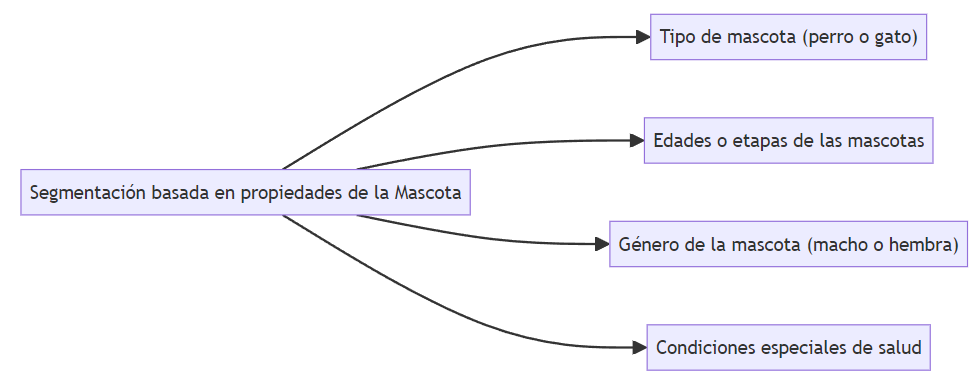 Tipo de mascota (perro o gato)
Edades o etapas de las mascotas
Segmentación basada en propiedades de la Mascota
Género de la mascota (macho o hembra)
Condiciones especiales de salud